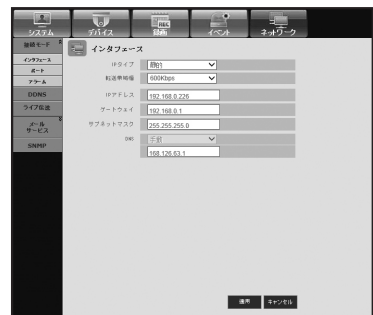 システム デバイス 録画 イベント ネットワーク
REC
接続モード
インタフェース
ポート
アラーム
DDNS
ライブ伝送
メール
サービス
SNMP
インタフェース
IPタイプ 静的
転送帯域幅 600Kbps
IPアドレス 192.168.0.226
ゲートウェイ 192.168.0.1
サブネットマスク 255.255.255.0
DNS 手動
168.126.63.1
適用 キャンセル